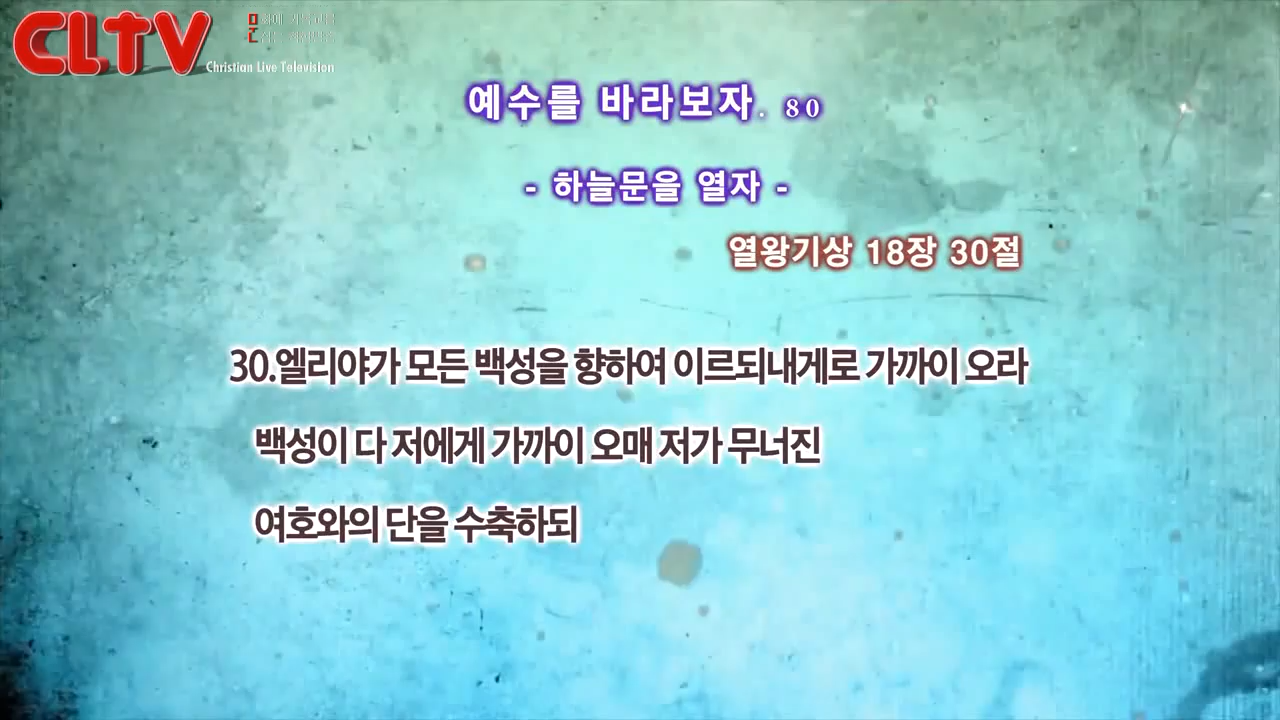 CLTV
Christian Live Television
예수를 바라보자. 80
- 하늘문을 열자 -
열왕기상 18장 30절
30.엘리야가 모든 백성을 향하여 이르되내게로 가까이 오라
백성이 다 저에게 가까이 오매 저가 무너진
여호와의 단을 수축하되